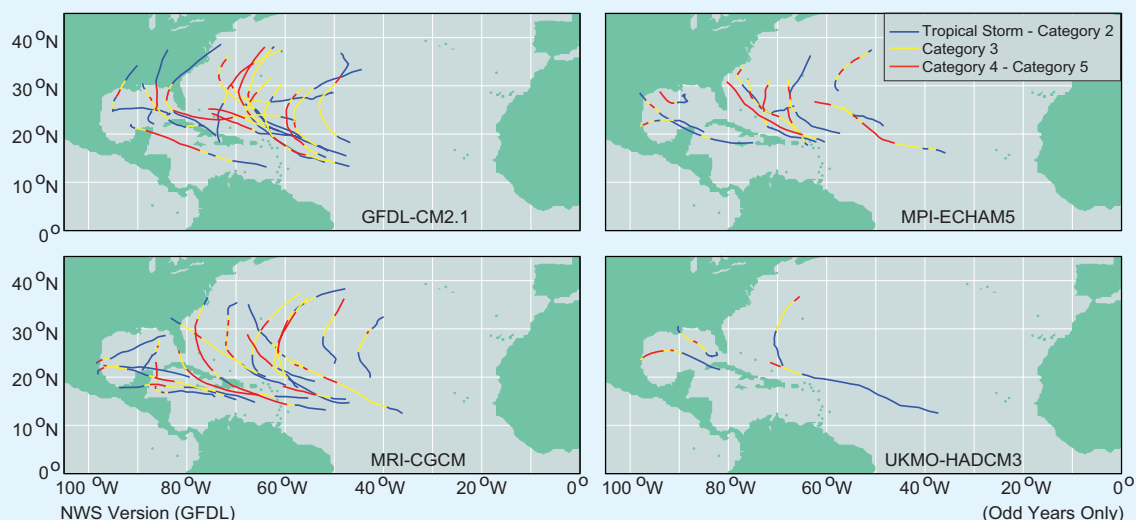 40°N
30°N
20°N
10°N
0°
GFDL-CM2.1
Tropical Storm - Category 2
Category 3
Category 4 - Category 5
MPI-ECHAM5
40°N
30°N
20°N
10°N
0°
MRI-CGCM
UKMO-HADCM3
100°W 80°W 60°W 40°W 20°W 0°
100°W 80°W 60°W 40°W 20°W 0°
NWS Version (GFDL)
(Odd Years Only)